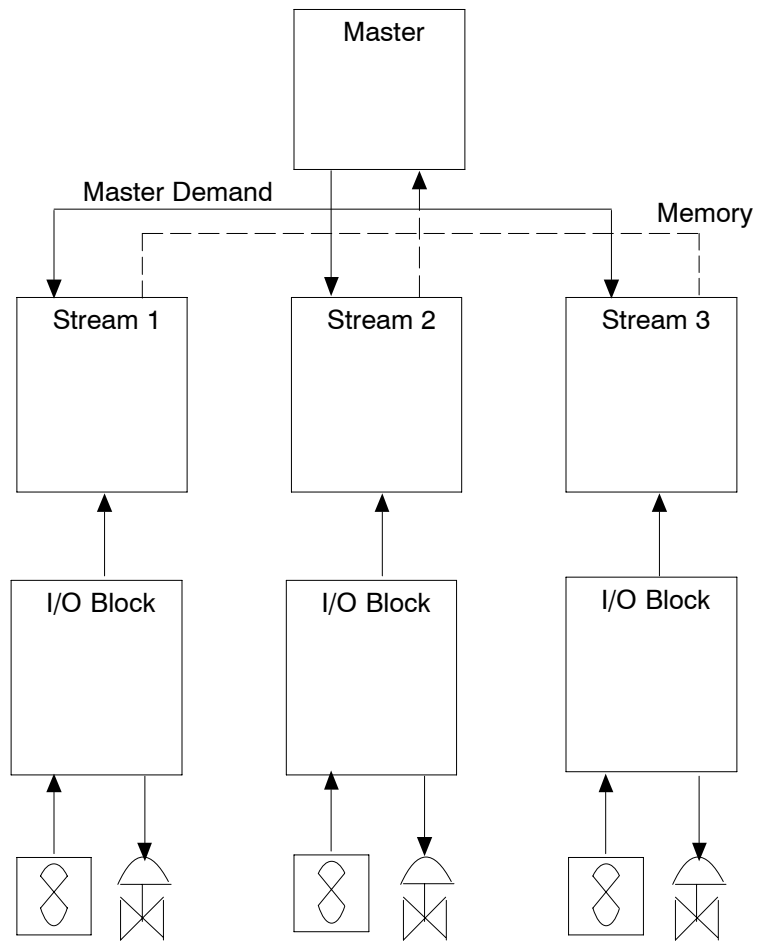 Master
Master Demand
Memory
Stream 1
Stream 2
Stream 3
I/O Block
I/O Block
I/O Block